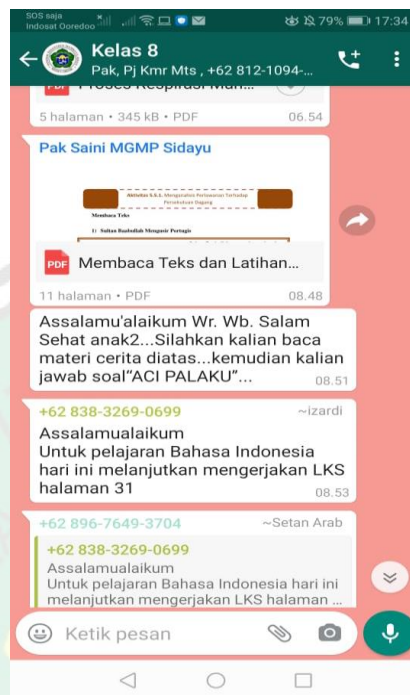 SOS saja
Indosat Ooredoo
79% 17:34
Kelas 8
Pak, Pj Kmr Mts , +62 812-1094-...
PDF Proses Respirasi Man...
5 halaman • 345 kB • PDF 06.54
Pak Saini MGMP Sidayu
Membaca Teks
PDF Membaca Teks dan Latihan...
11 halaman • PDF 08.48
Assalamu'alaikum Wr. Wb. Salam
Sehat anak2...Silahkan kalian baca
materi cerita diatas...kemudian kalian
jawab soal"ACI PALAKU"... 08.51
+62 838-3269-0699 ~izardi
Assalamualaikum
Untuk pelajaran Bahasa Indonesia
hari ini melanjutkan mengerjakan LKS
halaman 31 08.53
+62 896-7649-3704 ~Setan Arab
+62 838-3269-0699
Assalamualaikum
Untuk pelajaran Bahasa Indonesia hari ini
melanjutkan mengerjakan LKS halaman ...
Ketik pesan